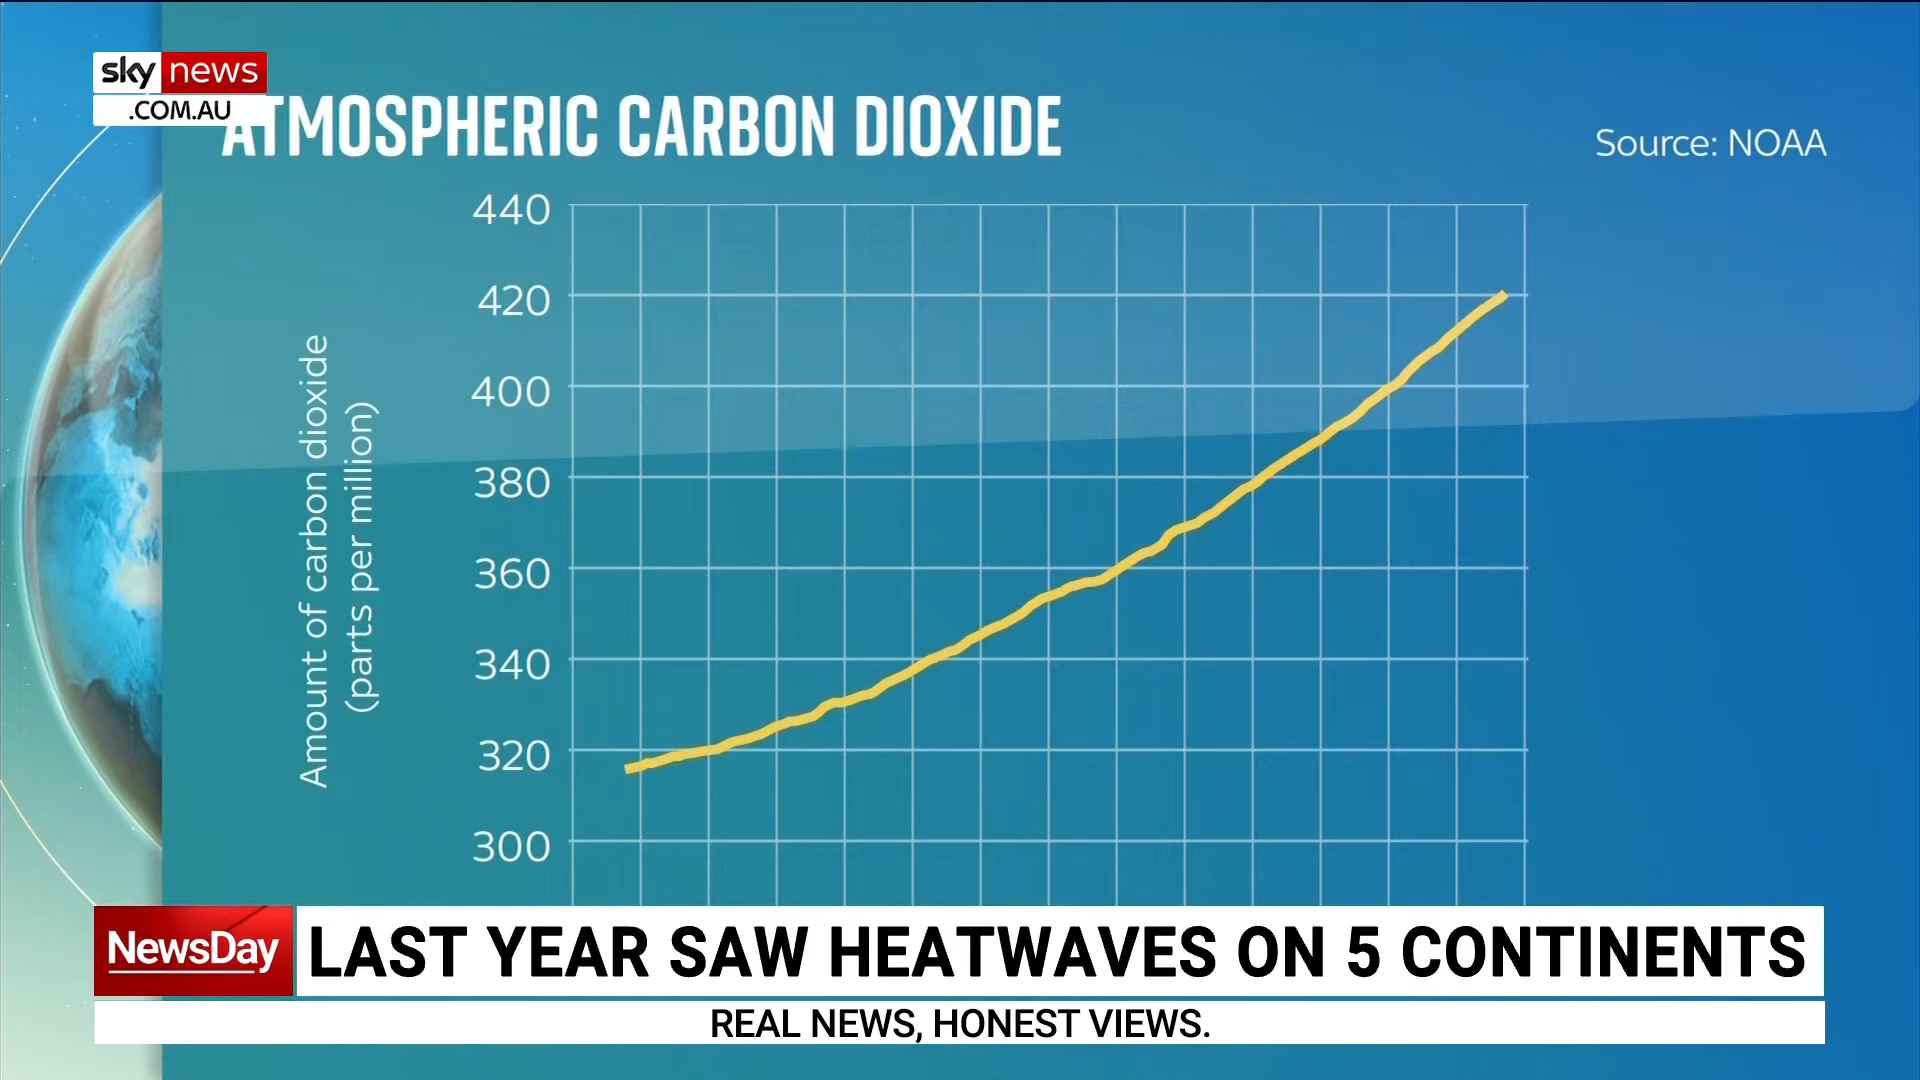 sky news
.COM.AU
ATMOSPHERIC CARBON DIOXIDE
Source: NOAA
440
420
400
380
360
340
320
300
Amount of carbon dioxide
(parts per million)
NewsDay
LAST YEAR SAW HEATWAVES ON 5 CONTINENTS
REAL NEWS, HONEST VIEWS.